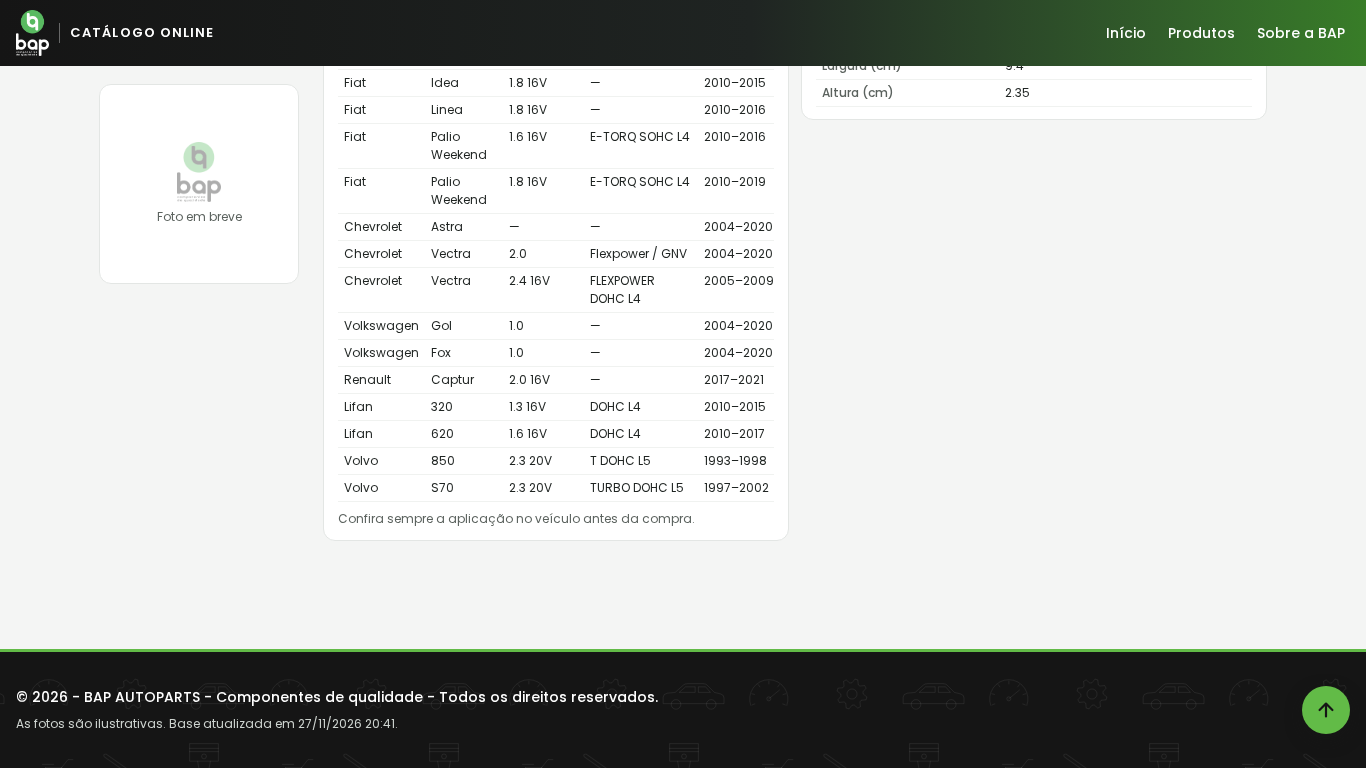 bap
CATÁLOGO ONLINE
Início Produtos Sobre a BAP
Foto em breve
Fiat Idea 1.8 16V — 2010–2015
Fiat Linea 1.8 16V — 2010–2016
Fiat Palio Weekend 1.6 16V E-TORQ SOHC L4 2010–2016
Fiat Palio Weekend 1.8 16V E-TORQ SOHC L4 2010–2019
Chevrolet Astra — — 2004–2020
Chevrolet Vectra 2.0 Flexpower / GNV 2004–2020
Chevrolet Vectra 2.4 16V FLEXPOWER DOHC L4 2005–2009
Volkswagen Gol 1.0 — 2004–2020
Volkswagen Fox 1.0 — 2004–2020
Renault Captur 2.0 16V — 2017–2021
Lifan 320 1.3 16V DOHC L4 2010–2015
Lifan 620 1.6 16V DOHC L4 2010–2017
Volvo 850 2.3 20V T DOHC L5 1993–1998
Volvo S70 2.3 20V TURBO DOHC L5 1997–2002
Confira sempre a aplicação no veículo antes da compra.
Largura (cm) 9.4
Altura (cm) 2.35
© 2026 - BAP AUTOPARTS - Componentes de qualidade - Todos os direitos reservados.
As fotos são ilustrativas. Base atualizada em 27/11/2026 20:41.